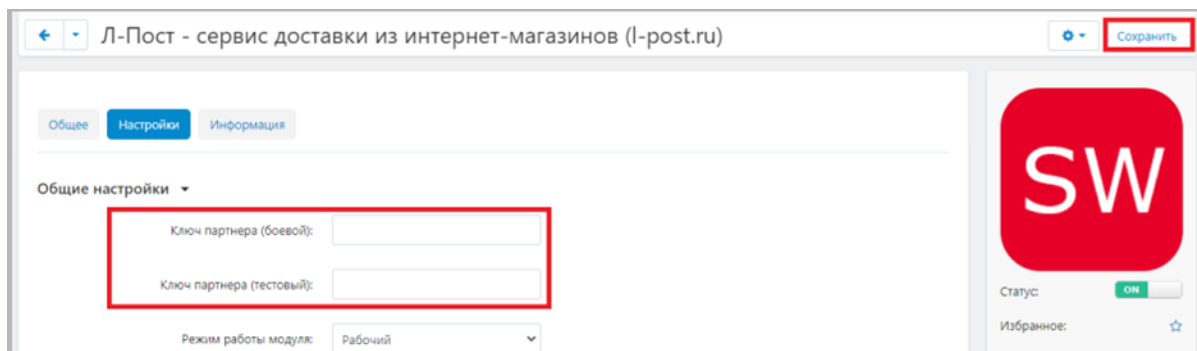 Л-Пост - сервис доставки из интернет-магазинов (l-post.ru)
Сохранить
Общее Настройки Информация
Общие настройки
Ключ партнера (боевой):
Ключ партнера (тестовый):
Режим работы модуля: Рабочий
SW
Статус: ON
Избранное: